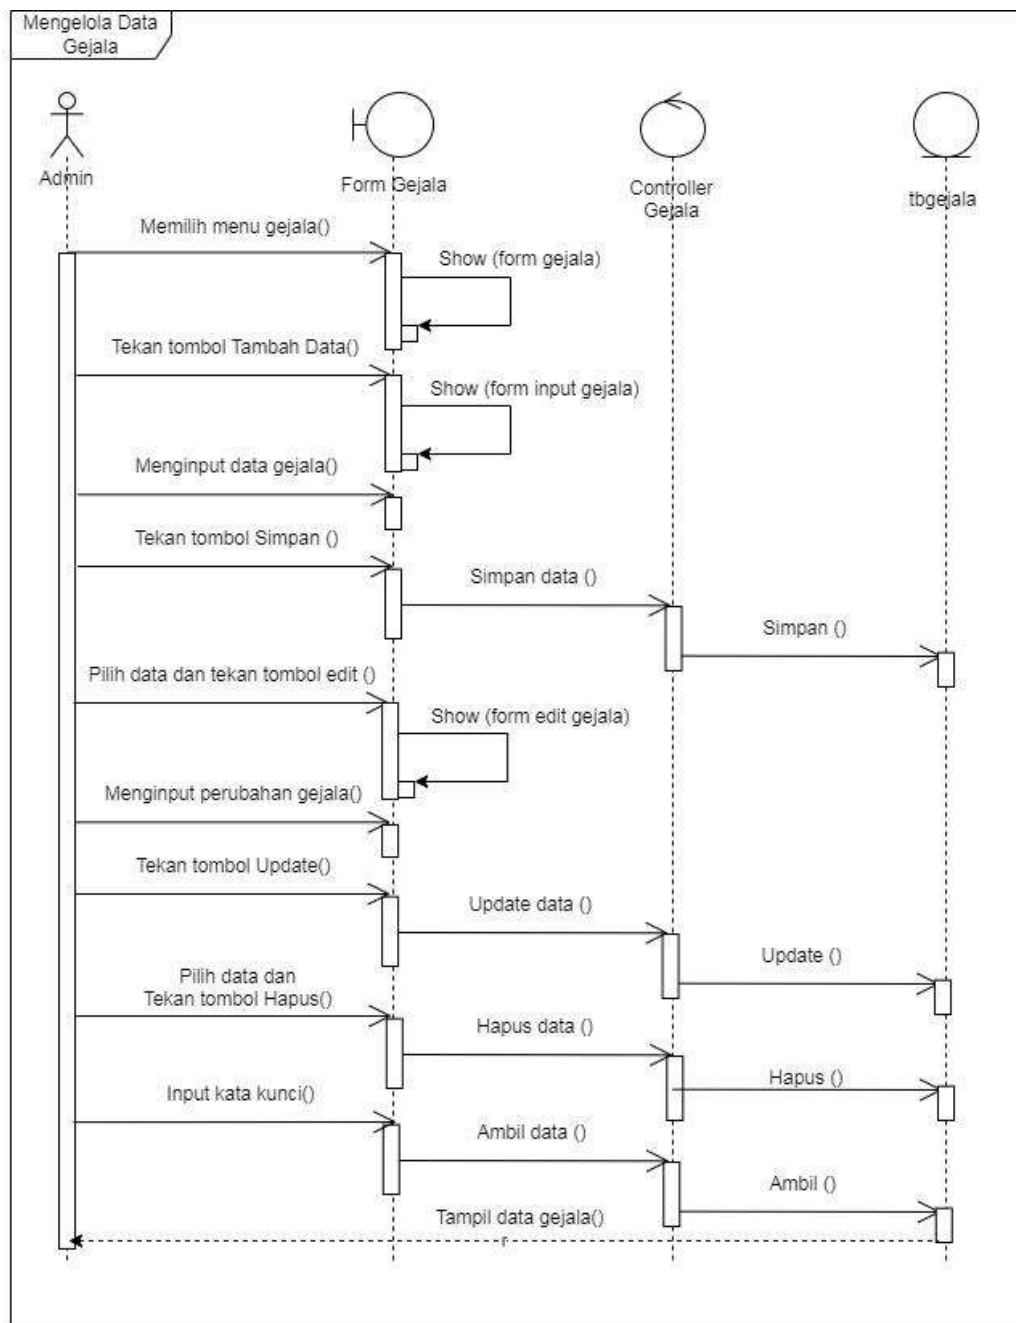 Mengelola Data
Gejala
Admin
Form Gejala
Controller
Gejala
tbgejala
Memilih menu gejala()
Show (form gejala)
Tekan tombol Tambah Data()
Show (form input gejala)
Menginput data gejala()
Tekan tombol Simpan ()
Simpan data ()
Simpan ()
Pilih data dan tekan tombol edit ()
Show (form edit gejala)
Menginput perubahan gejala()
Tekan tombol Update()
Update data ()
Update ()
Pilih data dan
Tekan tombol Hapus()
Hapus data ()
Hapus ()
Input kata kunci()
Ambil data ()
Ambil ()
Tampil data gejala()
r